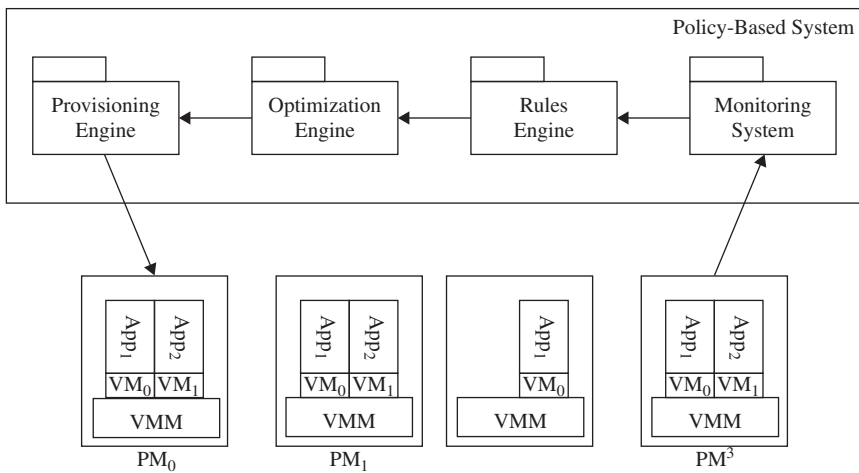 Policy-Based System
Provisioning
Engine
Optimization
Engine
Rules
Engine
Monitoring
System
App₁
App₂
VM₀
VM₁
VMM
PM₀
App₁
App₂
VM₀
VM₁
VMM
PM₁
App₁
VM₀
VMM
App₁
App₂
VM₀
VM₁
VMM
PM³